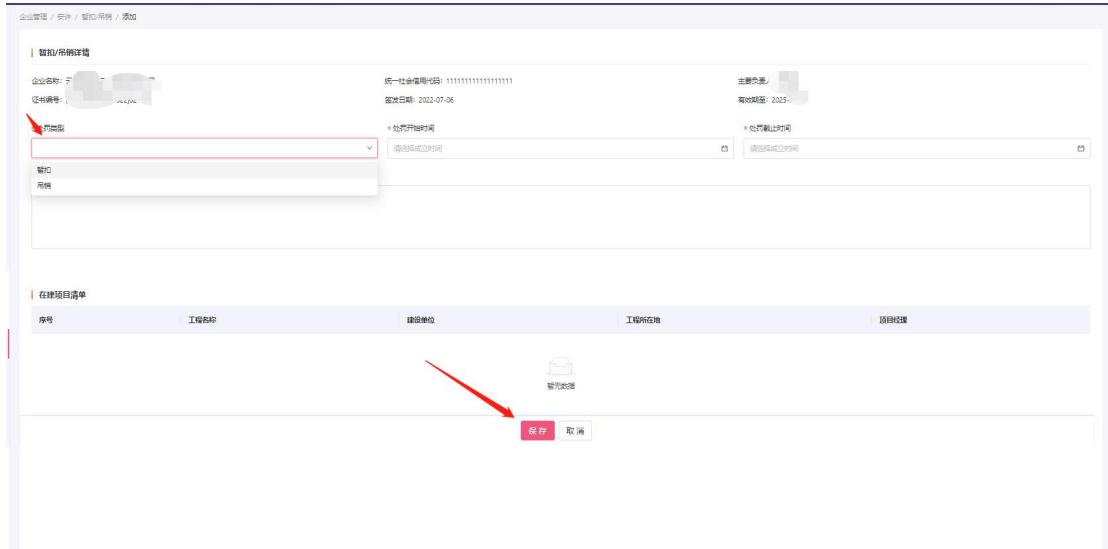 企业管理 / 安许 / 暂扣/吊销 / 添加
暂扣/吊销详情
企业名称：
统一社会信用代码：111111111111111111
主要负责人
证书编号：
签发日期：2022-07-06
有效期至：2025-
处罚类型
* 处罚开始时间
* 处罚截止时间
请选择成立时间
请选择成立时间
暂扣
吊销
在建项目清单
序号 工程名称 建设单位 工程所在地 项目经理
暂无数据
保存 取消